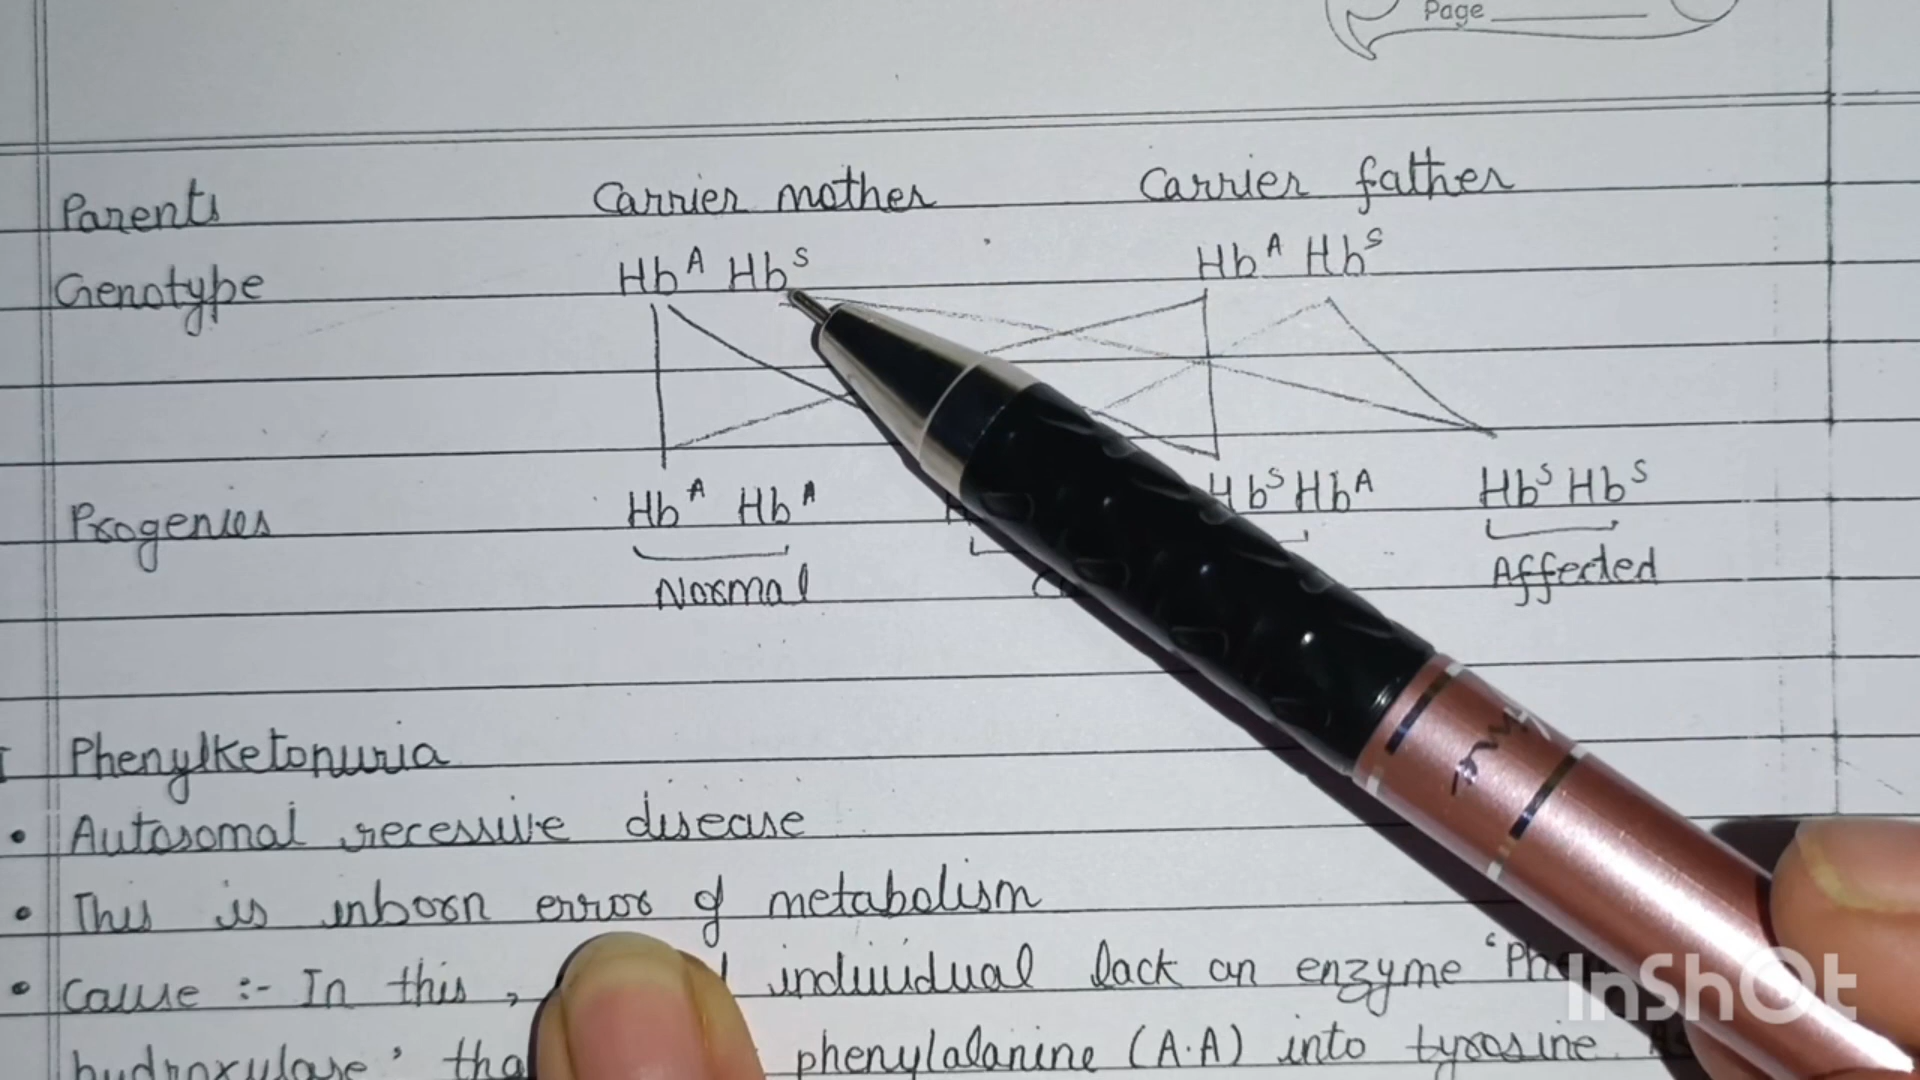 Page
Parents Carrier mother Carrier father
Genotype Hb^A Hb^S Hb^A Hb^S
Progenies Hb^A Hb^A Hb^S Hb^A Hb^S Hb^S
Normal Affected
Phenylketonuria
• Autosomal recessive disease
• This is inborn error of metabolism
• Cause :- In this , individual lack an enzyme
hydroxylase' phenylalanine (A.A) into tyrosine
InShOt